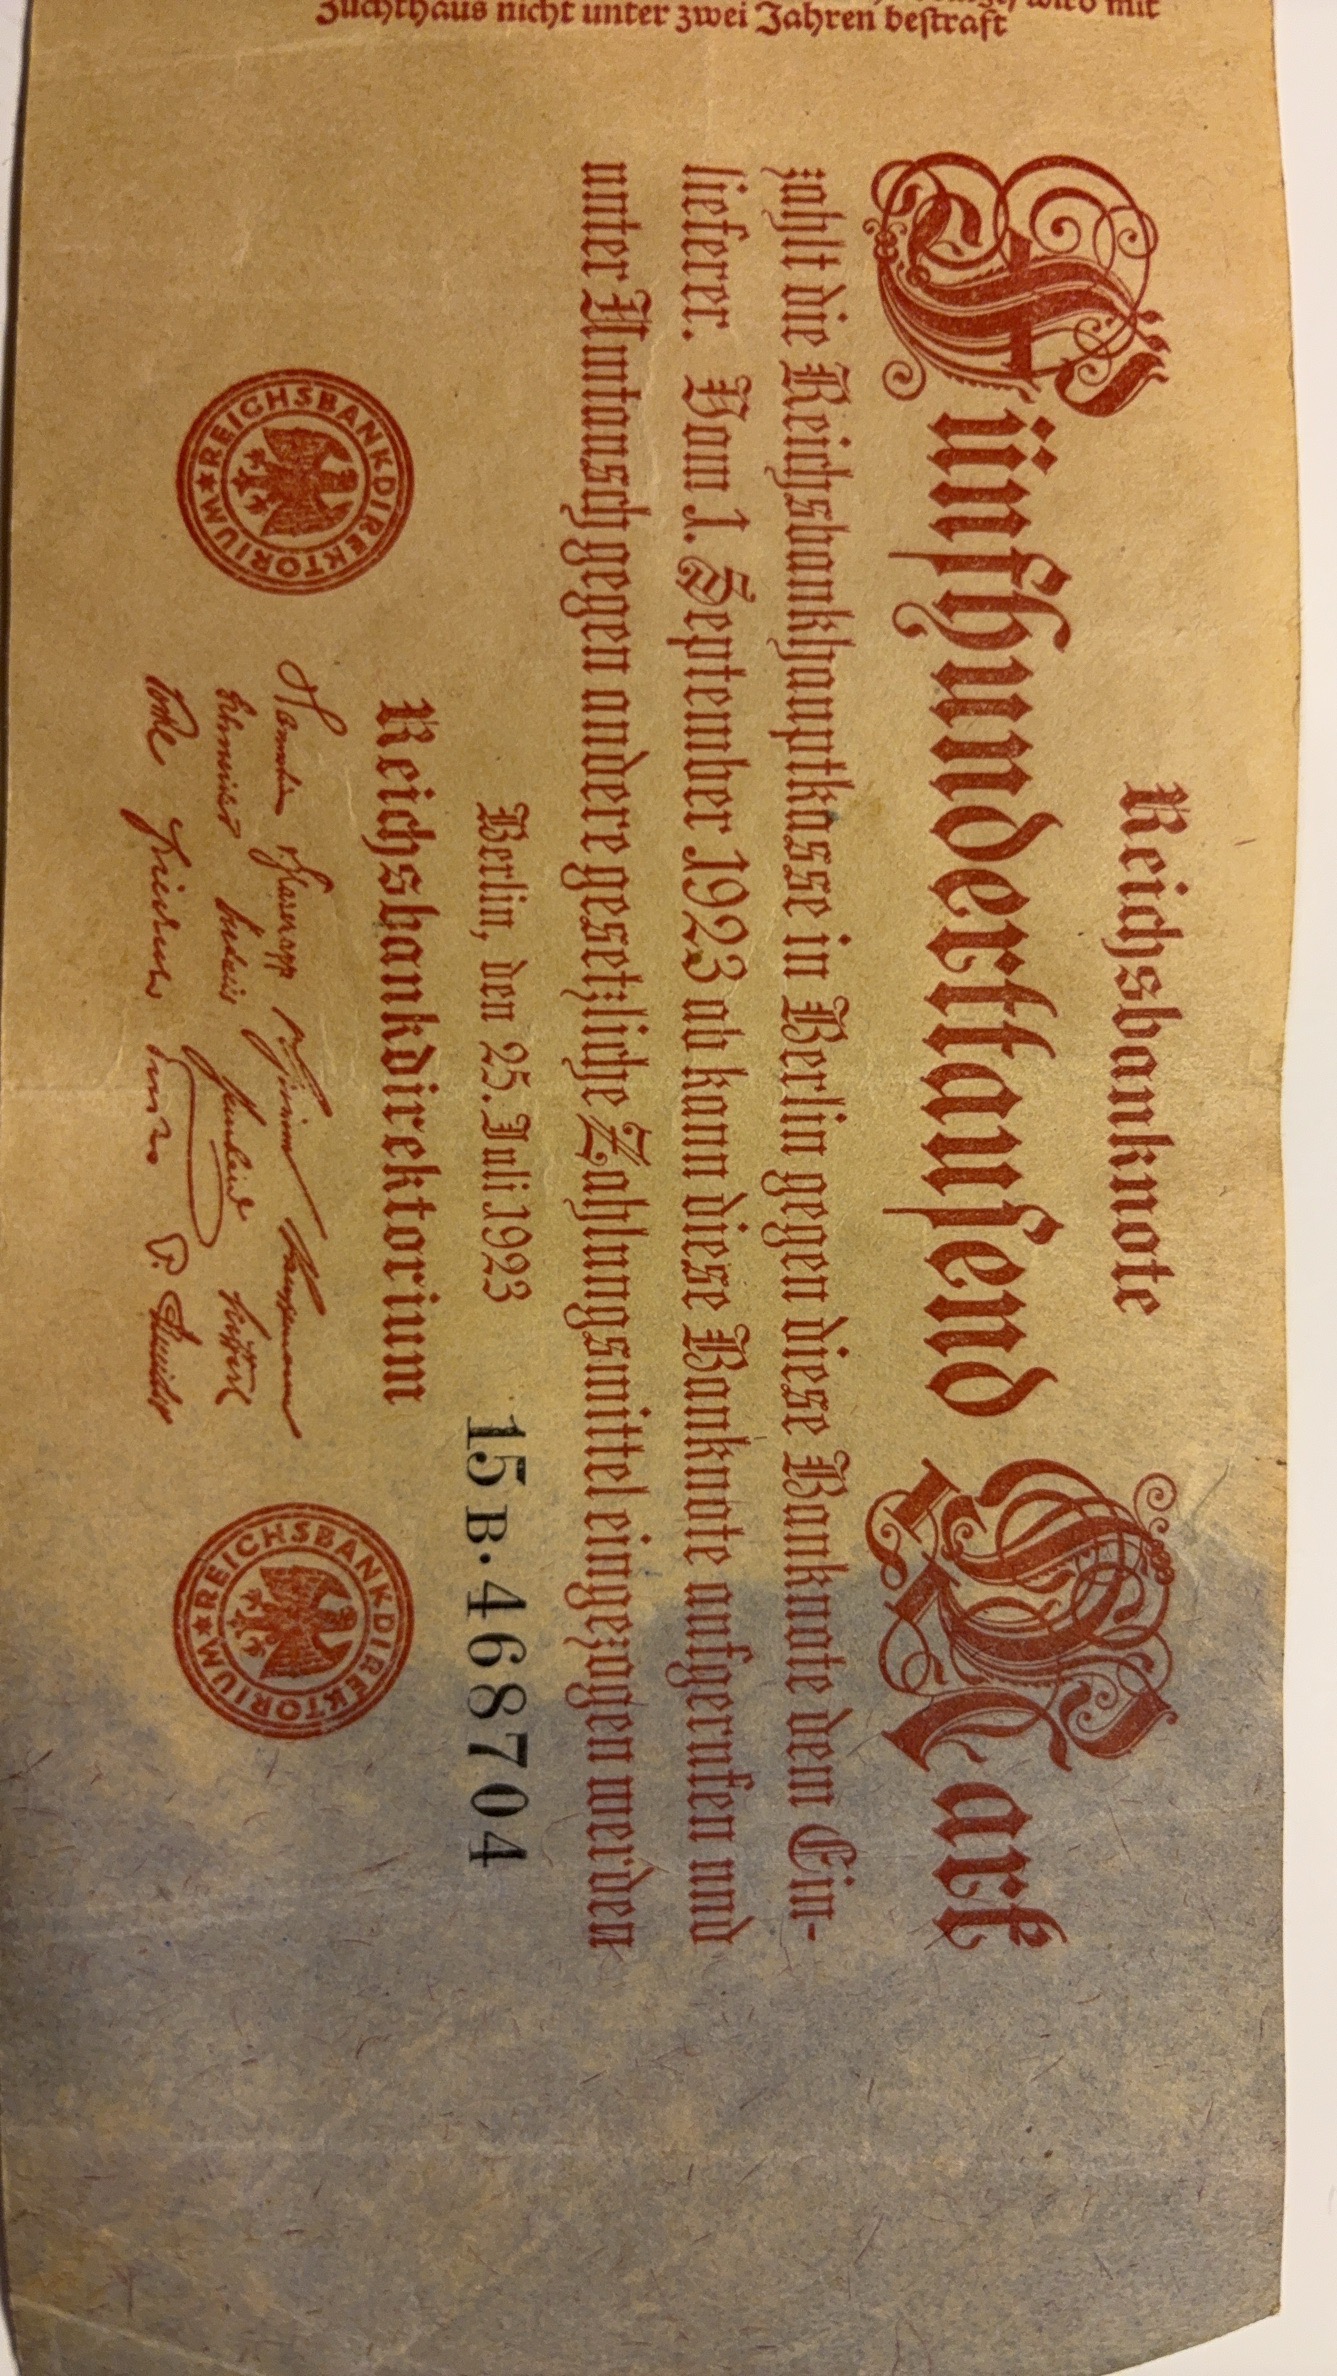 Zuchthaus nicht unter zwei Jahren bestraft
Reichsbanknote
Fünfhunderttausend Mark
zahlt die Reichsbankhauptkasse in Berlin gegen diese Banknote dem Ein-
lieferer. Vom 1. September 1923 ab kann diese Banknote aufgerufen und
unter Umtausch gegen andere gesetzliche Zahlungsmittel eingezogen werden
Berlin, den 25. Juli 1923
15B·468704
Reichsbankdirektorium
REICHSBANKDIREKTORIUM
REICHSBANKDIREKTORIUM